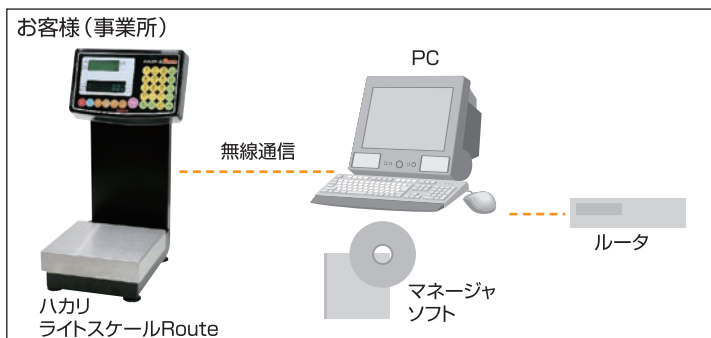 お客様（事業所）
PC
無線通信
ルータ
マネージャ
ソフト
ハカリ
ライトスケールRoute